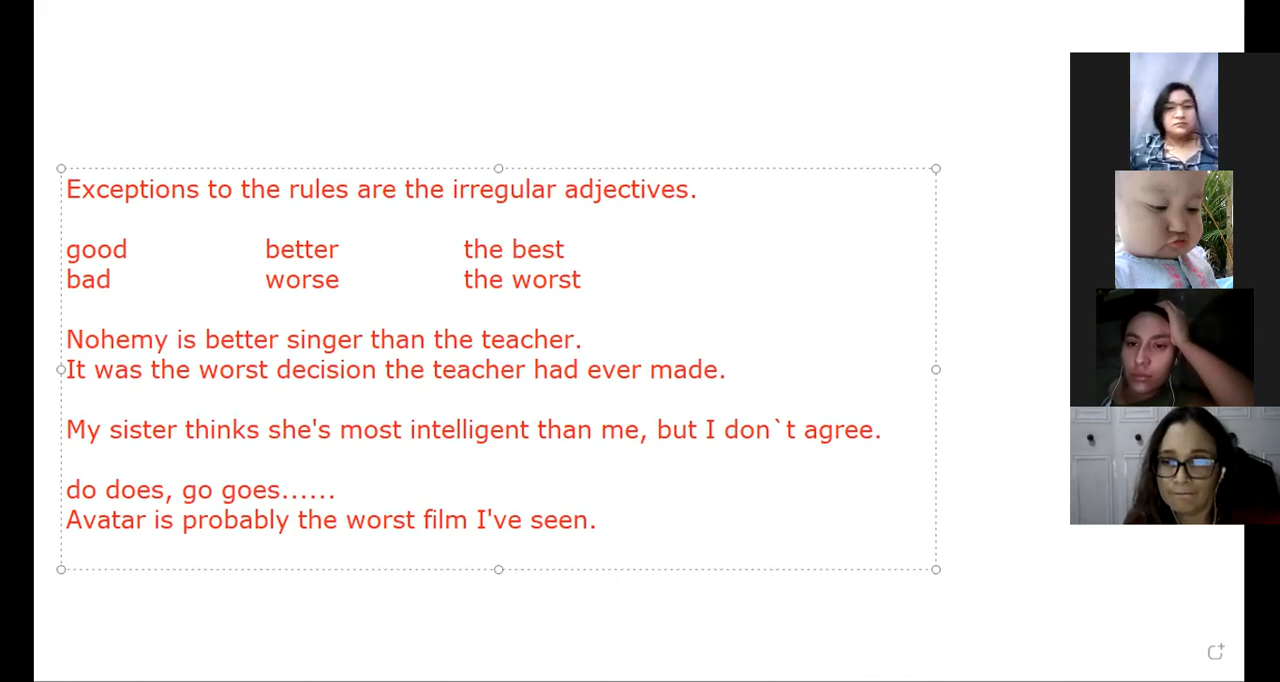 Exceptions to the rules are the irregular adjectives.
good better the best
bad worse the worst
Nohemy is better singer than the teacher.
It was the worst decision the teacher had ever made.
My sister thinks she's most intelligent than me, but I don`t agree.
do does, go goes......
Avatar is probably the worst film I've seen.